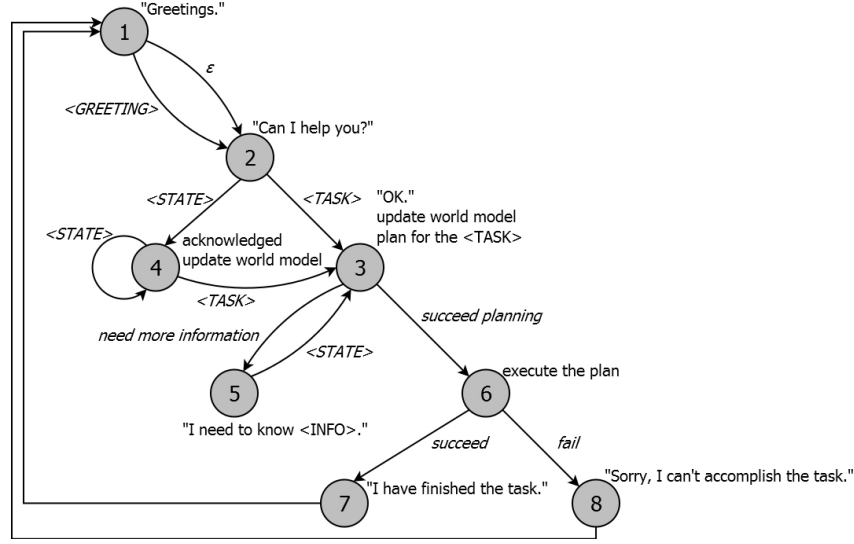 "Greetings."
1
ε
<GREETING>
"Can I help you?"
2
<STATE>
<TASK>
"OK."
update world model
plan for the <TASK>
<STATE>
acknowledged
update world model
4
3
<TASK>
succeed planning
need more information
<STATE>
execute the plan
5
6
"I need to know <INFO>."
succeed
fail
"Sorry, I can't accomplish the task."
"I have finished the task."
7
8